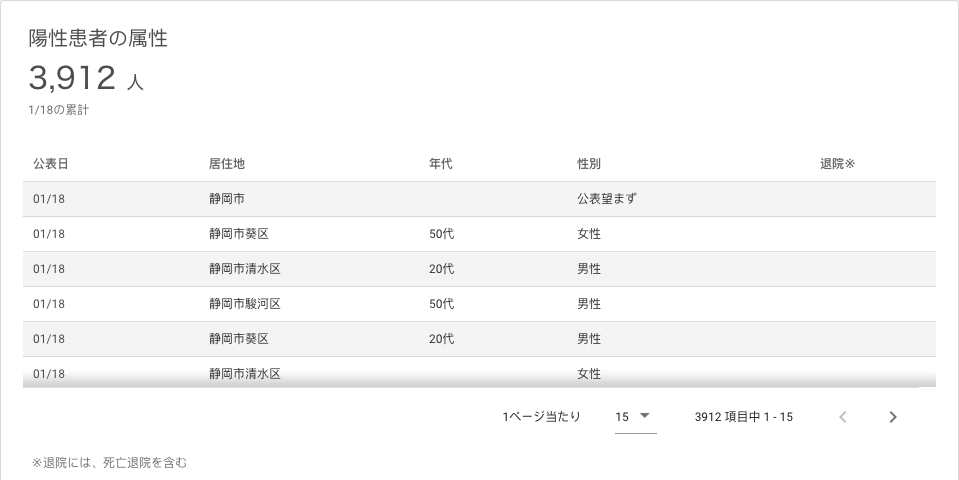 陽性患者の属性
3,912 人
1/18の累計
公表日 居住地 年代 性別 退院※
01/18 静岡市 公表望まず
01/18 静岡市葵区 50代 女性
01/18 静岡市清水区 20代 男性
01/18 静岡市駿河区 50代 男性
01/18 静岡市葵区 20代 男性
01/18 静岡市清水区 女性
1ページ当たり 15 3912 項目中 1 - 15
※退院には、死亡退院を含む